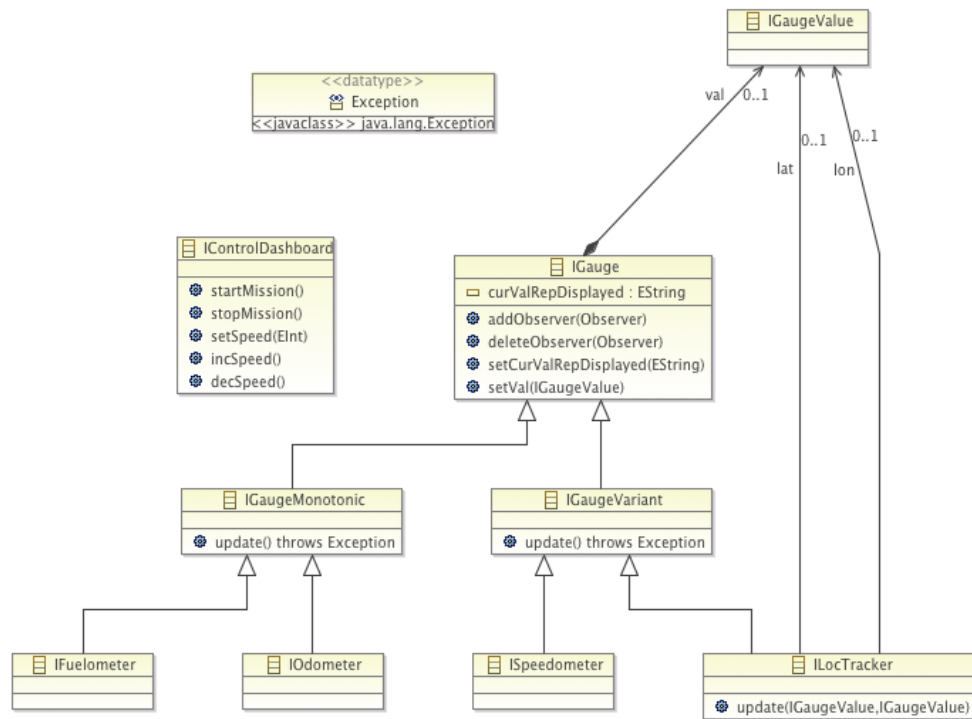 IGaugeValue
<<datatype>>
Exception
<<javaclass>> java.lang.Exception
val
0..1
0..1
0..1
lat
lon
IControlDashboard
startMission()
stopMission()
setSpeed(EInt)
incSpeed()
decSpeed()
IGauge
curValRepDisplayed : EString
addObserver(Observer)
deleteObserver(Observer)
setCurValRepDisplayed(EString)
setVal(IGaugeValue)
IGaugeMonotonic
update() throws Exception
IGaugeVariant
update() throws Exception
IFuelometer
IOdometer
ISpeedometer
ILocTracker
update(IGaugeValue,IGaugeValue)